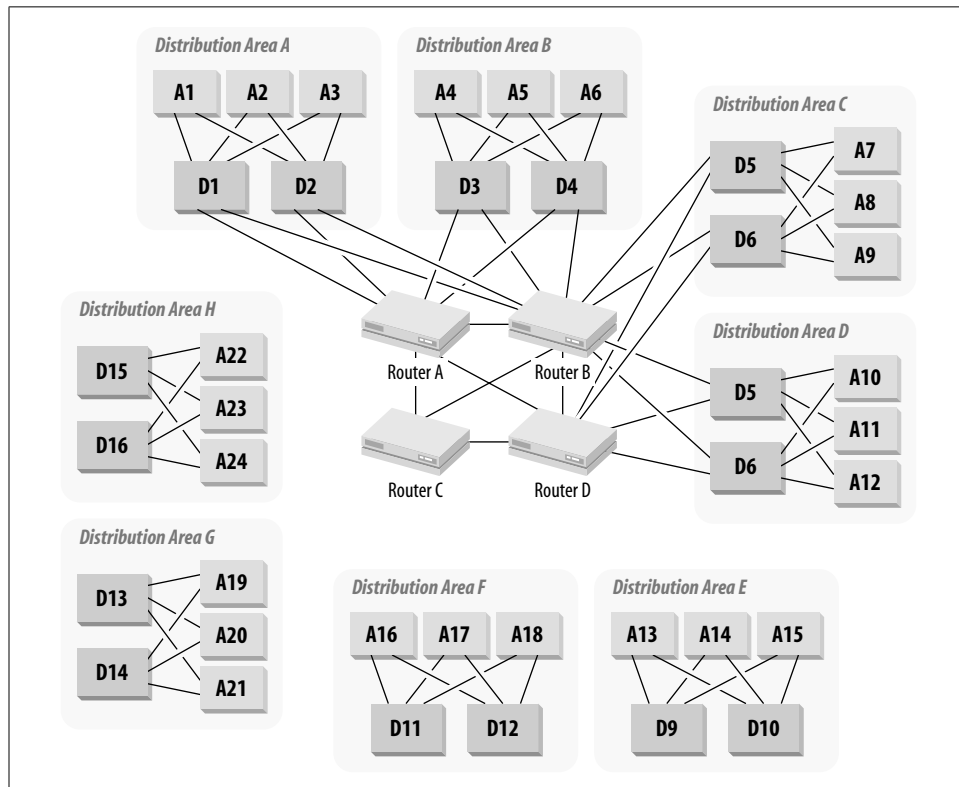 Distribution Area A
A1 A2 A3
D1 D2
Distribution Area B
A4 A5 A6
D3 D4
Distribution Area C
D5
D6
A7
A8
A9
Distribution Area H
D15
D16
A22
A23
A24
Router A
Router B
Router C
Router D
Distribution Area D
D5
D6
A10
A11
A12
Distribution Area G
D13
D14
A19
A20
A21
Distribution Area F
A16 A17 A18
D11 D12
Distribution Area E
A13 A14 A15
D9 D10